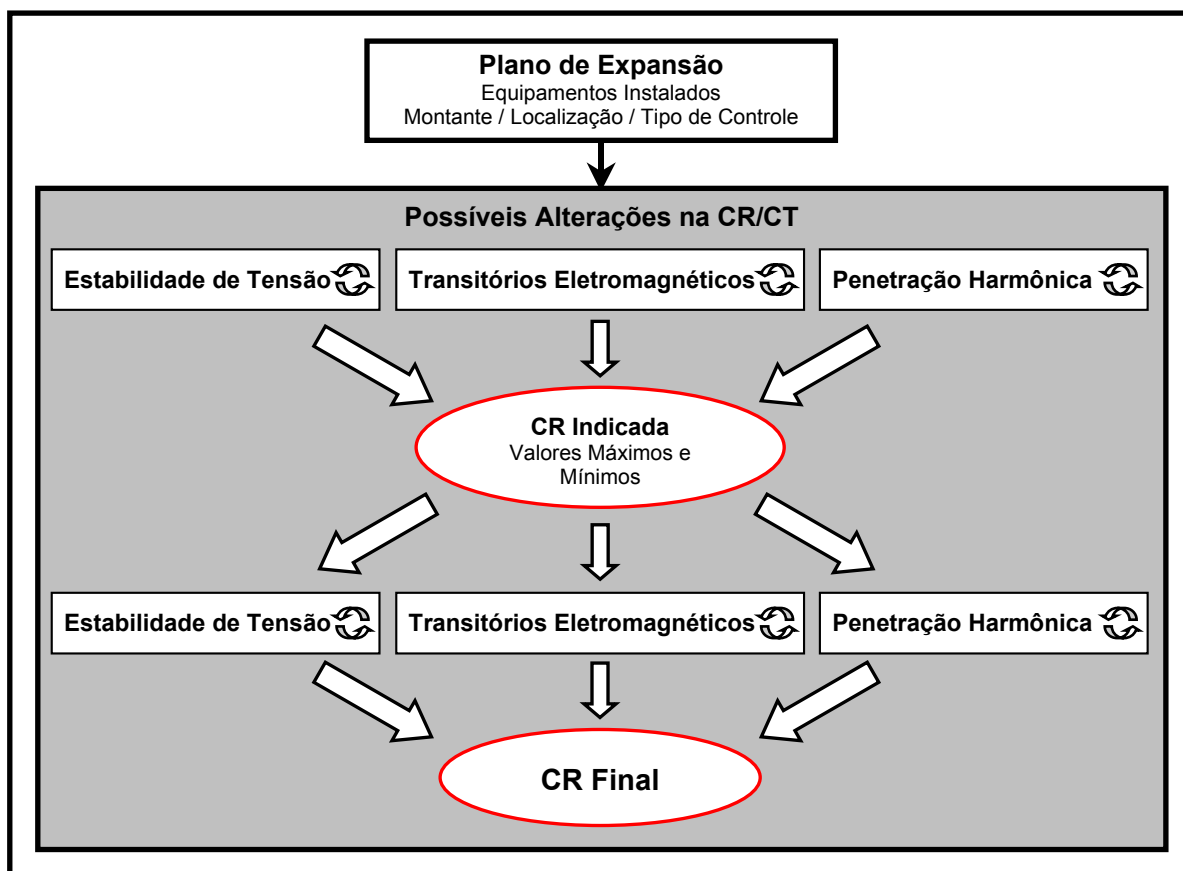 Plano de Expansão
Equipamentos Instalados
Montante / Localização / Tipo de Controle
Possíveis Alterações na CR/CT
Estabilidade de Tensão
Transitórios Eletromagnéticos
Penetração Harmônica
CR Indicada
Valores Máximos e
Mínimos
Estabilidade de Tensão
Transitórios Eletromagnéticos
Penetração Harmônica
CR Final